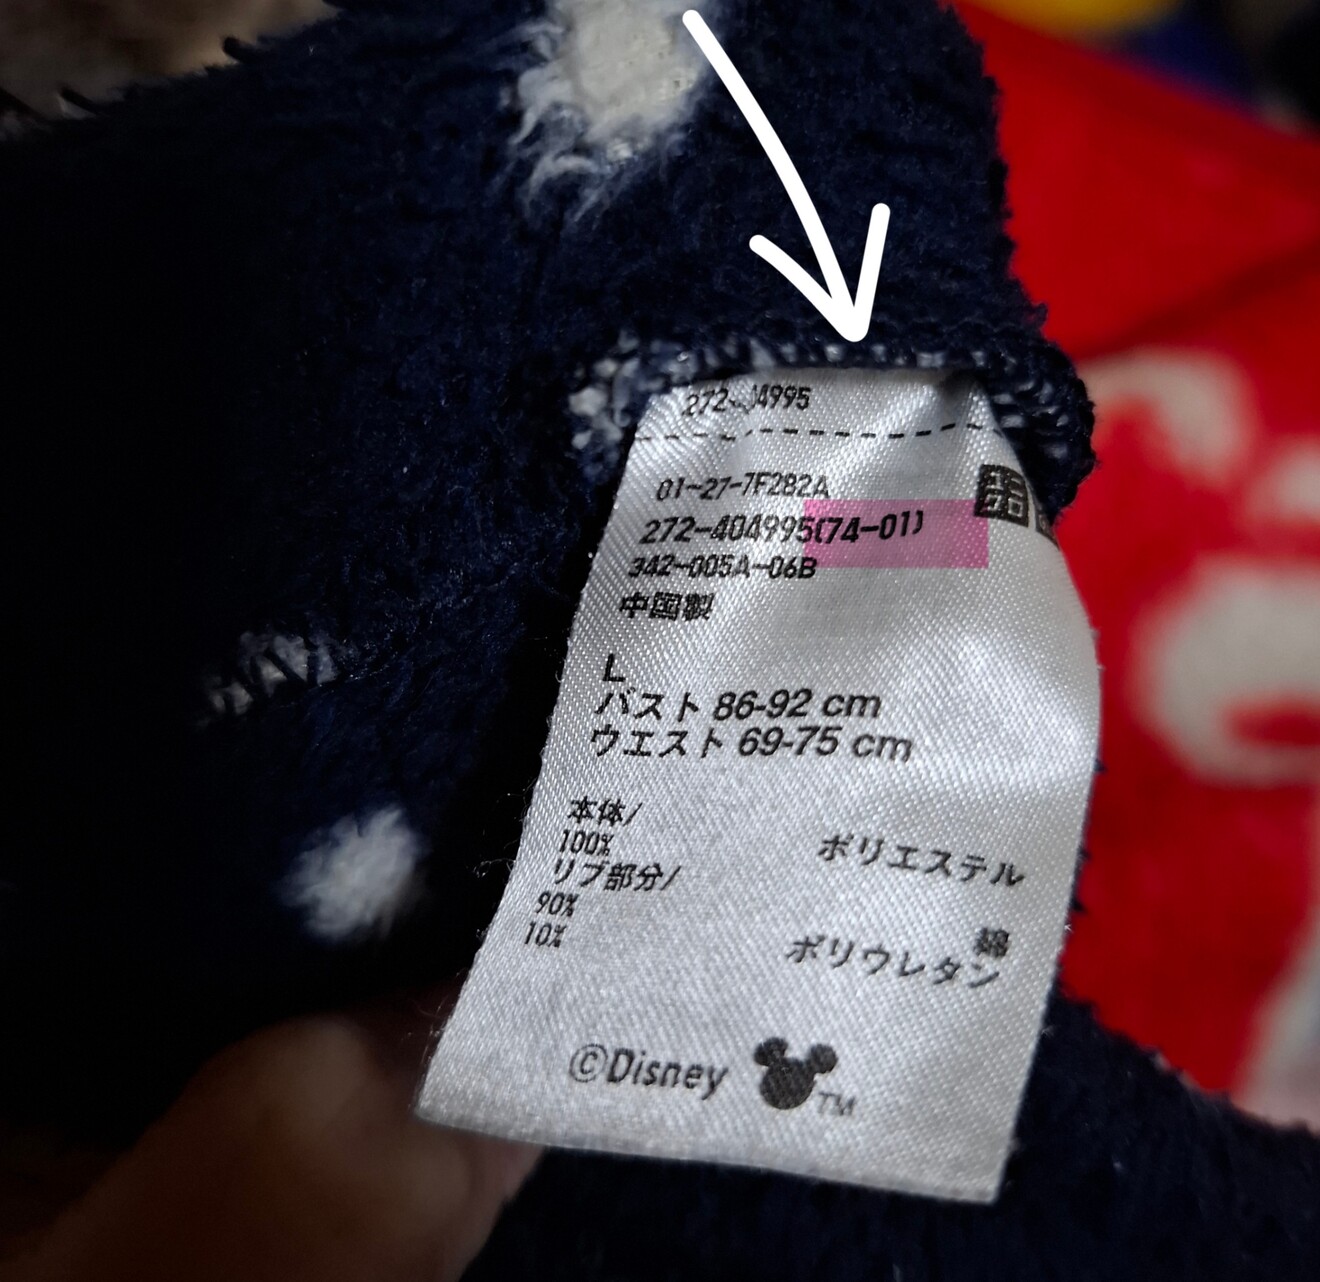 272-404995
01-27-7F282A
272-404995(74-01)
342-005A-06B
中国製
L
バスト 86-92 cm
ウエスト 69-75 cm
本体/
100% ポリエステル
リブ部分/
90% 綿
10% ポリウレタン
©Disney TM